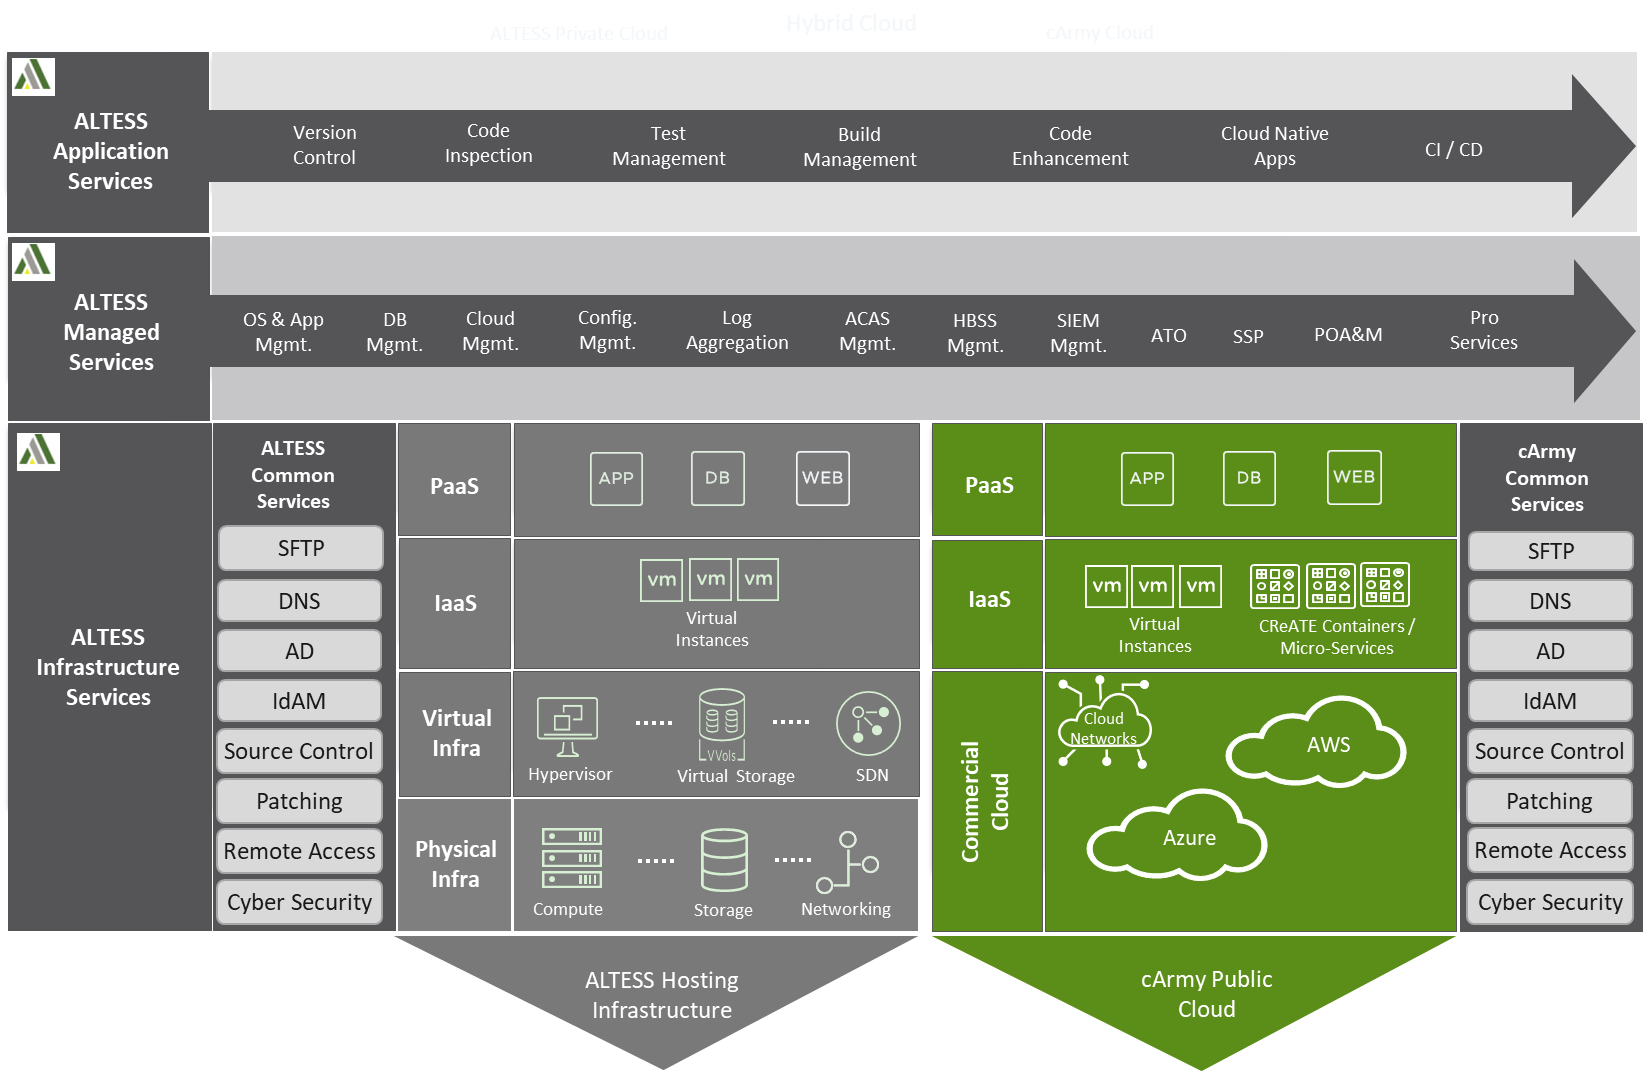 Hybrid Cloud
ALTESS Private Cloud
cArmy Cloud
ALTESS
Application
Services
Version
Control
Code
Inspection
Test
Management
Build
Management
Code
Enhancement
Cloud Native
Apps
CI / CD
ALTESS
Managed
Services
OS & App
Mgmt.
DB
Mgmt.
Cloud
Mgmt.
Config.
Mgmt.
Log
Aggregation
ACAS
Mgmt.
HBSS
Mgmt.
SIEM
Mgmt.
ATO
SSP
POA&M
Pro
Services
ALTESS
Infrastructure
Services
ALTESS
Common
Services
SFTP
DNS
AD
IdAM
Source Control
Patching
Remote Access
Cyber Security
PaaS
APP
DB
WEB
IaaS
vm
vm
vm
Virtual
Instances
Virtual
Infra
Hypervisor
VVols
Virtual Storage
SDN
Physical
Infra
Compute
Storage
Networking
ALTESS Hosting
Infrastructure
PaaS
APP
DB
WEB
IaaS
vm
vm
vm
Virtual
Instances
CReATE Containers /
Micro-Services
Commercial
Cloud
Cloud
Networks
AWS
Azure
cArmy Public
Cloud
cArmy
Common
Services
SFTP
DNS
AD
IdAM
Source Control
Patching
Remote Access
Cyber Security